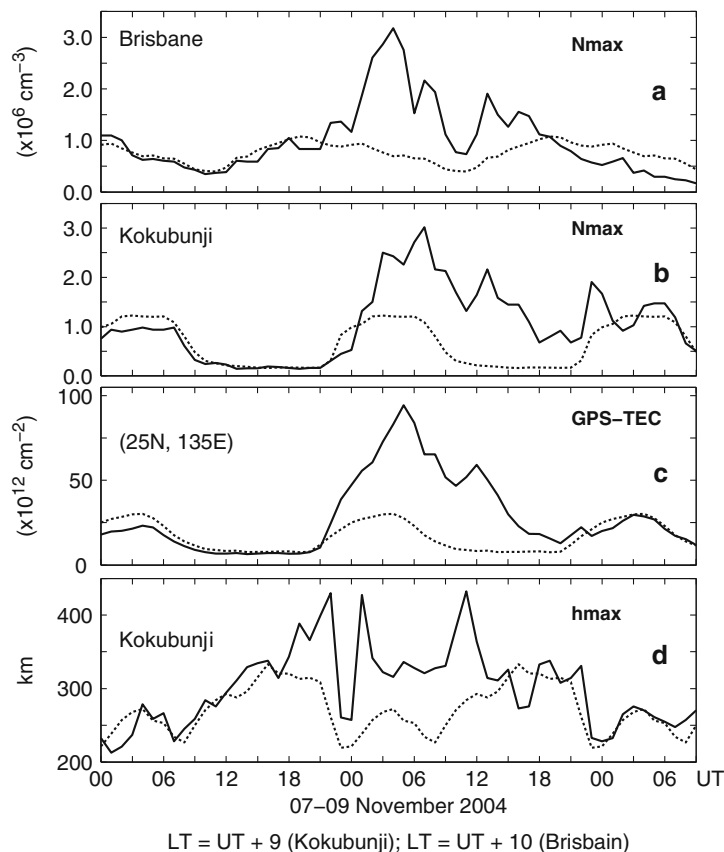 Brisbane
Nmax
a
(x10⁶ cm⁻³)
3.0
2.0
1.0
0.0
Kokubunji
Nmax
b
3.0
2.0
1.0
0.0
(25N, 135E)
GPS−TEC
c
(x10¹² cm⁻²)
100
50
0
Kokubunji
hmax
d
km
400
300
200
00 06 12 18 00 06 12 18 00 06 UT
07−09 November 2004
LT = UT + 9 (Kokubunji); LT = UT + 10 (Brisbain)